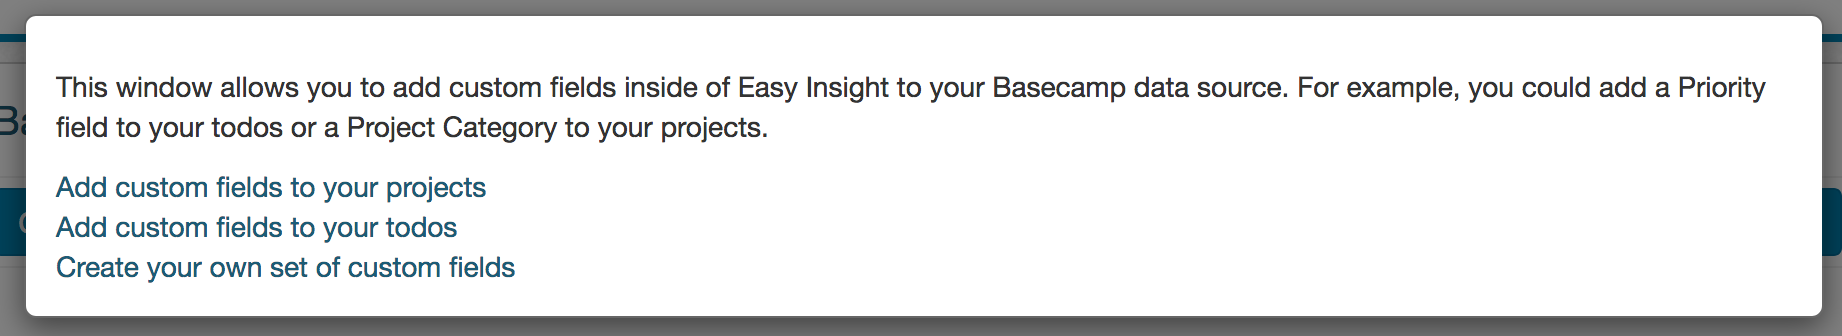 This window allows you to add custom fields inside of Easy Insight to your Basecamp data source. For example, you could add a Priority
field to your todos or a Project Category to your projects.
Add custom fields to your projects
Add custom fields to your todos
Create your own set of custom fields